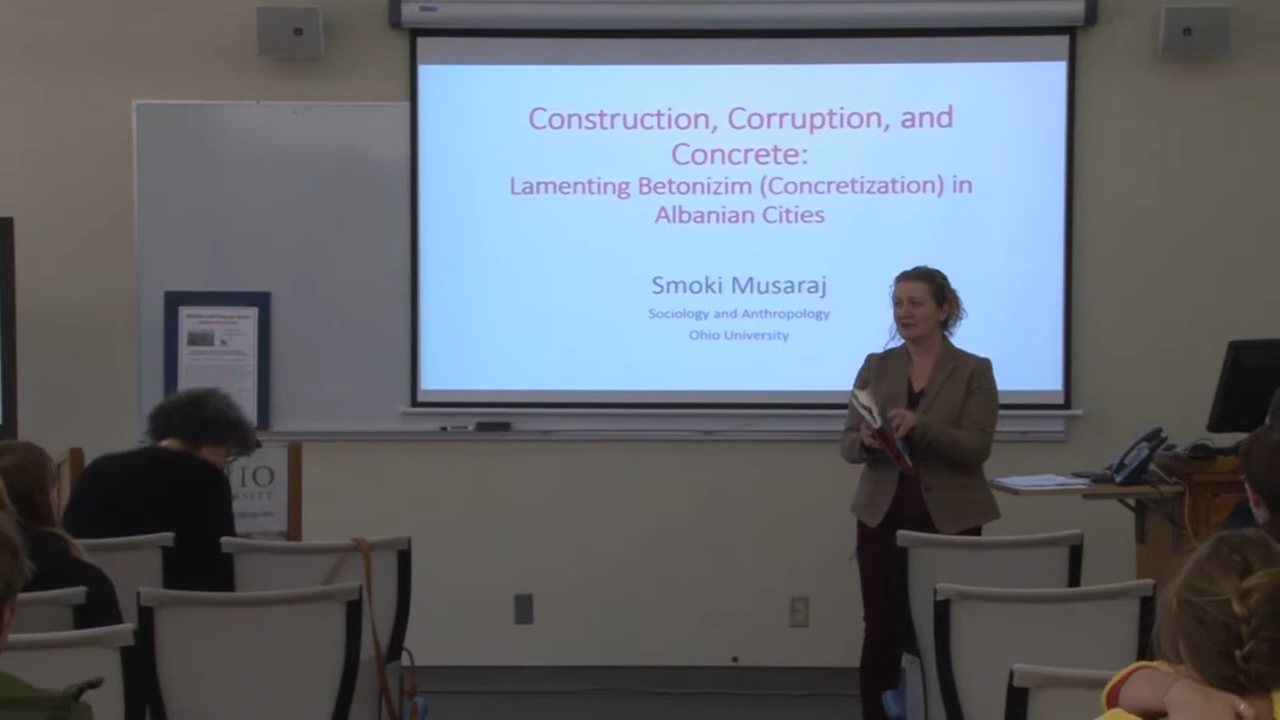 Construction, Corruption, and
Concrete:
Lamenting Betonizim (Concretization) in
Albanian Cities
Smoki Musaraj
Sociology and Anthropology
Ohio University